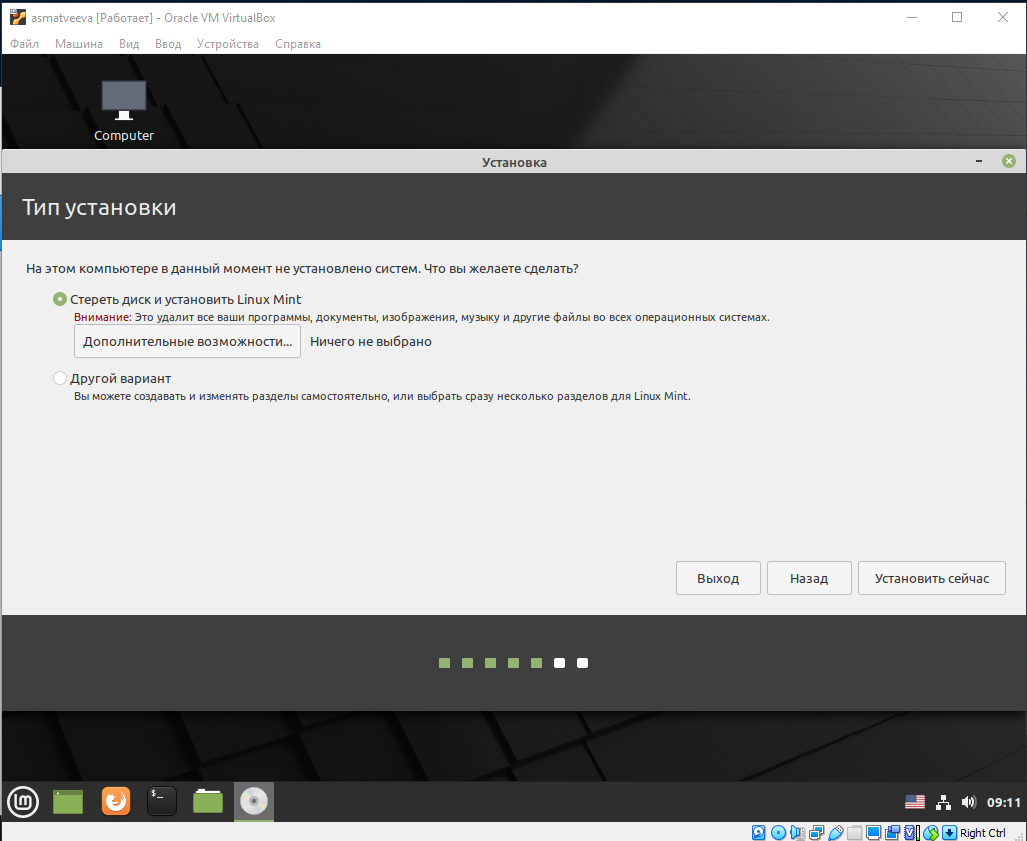 asmatveeva [Работает] - Oracle VM VirtualBox
Файл Машина Вид Ввод Устройства Справка
Computer
Установка
Тип установки
На этом компьютере в данный момент не установлено систем. Что вы желаете сделать?
Стереть диск и установить Linux Mint
Внимание: Это удалит все ваши программы, документы, изображения, музыку и другие файлы во всех операционных системах.
Дополнительные возможности... Ничего не выбрано
Другой вариант
Вы можете создавать и изменять разделы самостоятельно, или выбрать сразу несколько разделов для Linux Mint.
Выход Назад Установить сейчас
$_
09:11
Right Ctrl